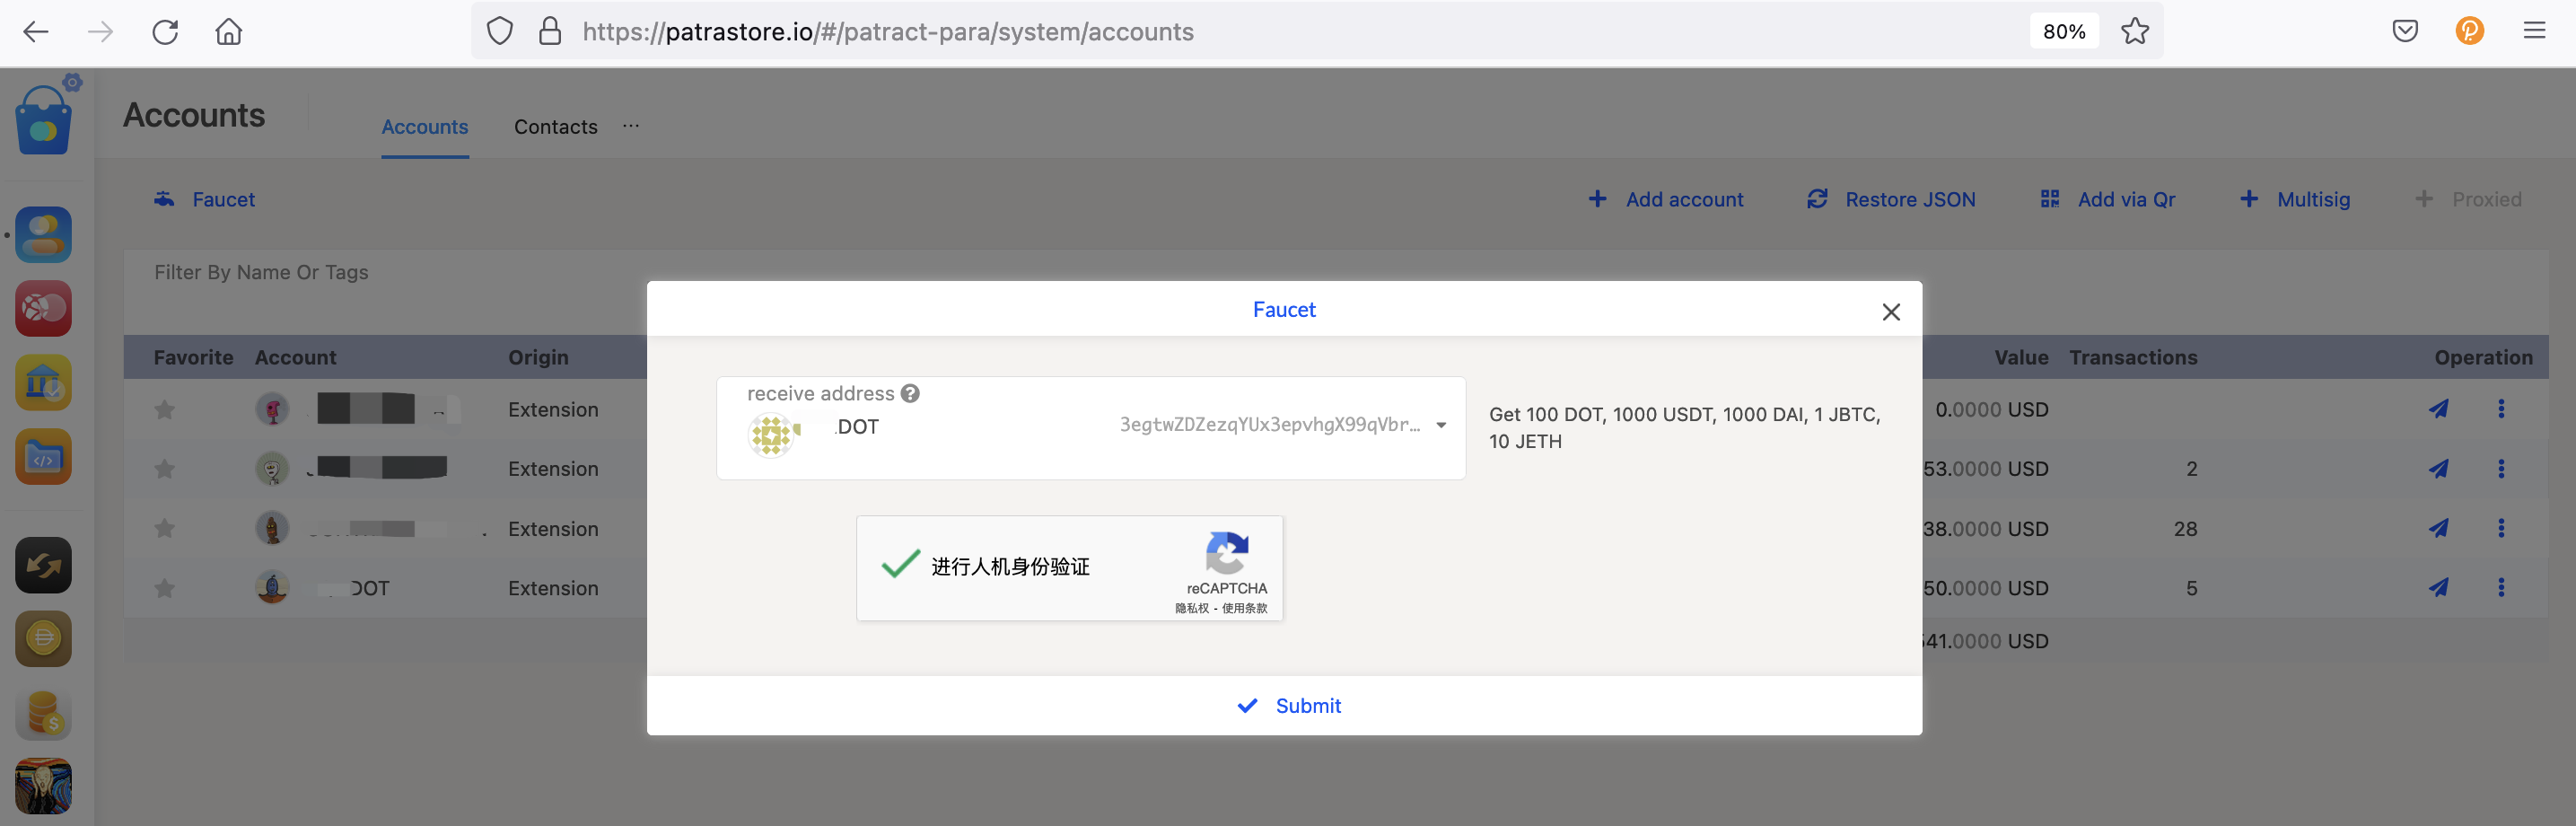 https://patrastore.io/#/patract-para/system/accounts
80%
Accounts
Accounts Contacts ...
Faucet
Add account Restore JSON Add via Qr Multisig Proxied
Filter By Name Or Tags
Favorite Account Origin Value Transactions Operation
Extension 0.0000 USD
Extension 53.0000 USD 2
Extension 38.0000 USD 28
DOT Extension 50.0000 USD 5
41.0000 USD
Faucet
receive address
.DOT 3egtwZDZezqYUx3epvhgX99qVbr...
Get 100 DOT, 1000 USDT, 1000 DAI, 1 JBTC,
10 JETH
进行人机身份验证
reCAPTCHA
隐私权 - 使用条款
Submit